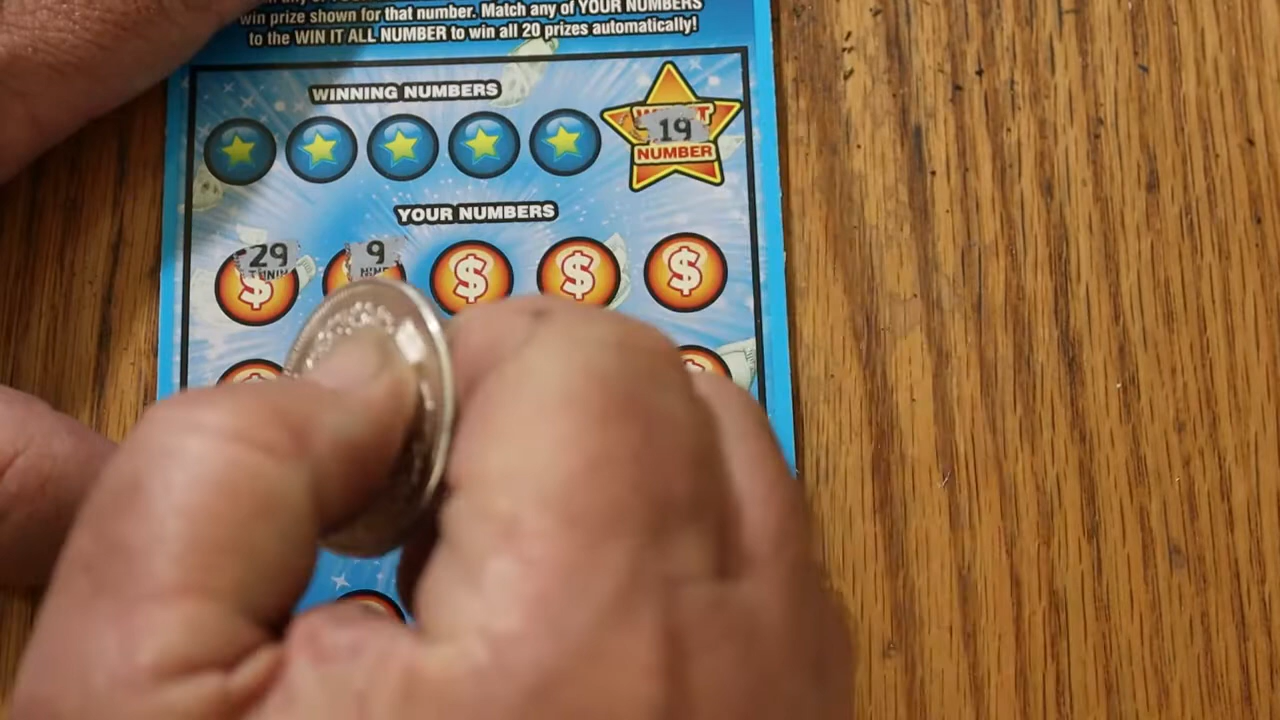 win prize shown for that number. Match any of YOUR NUMBERS
to the WIN IT ALL NUMBER to win all 20 prizes automatically!
WINNING NUMBERS
19
NUMBER
YOUR NUMBERS
29 9
NINE
$ $ $ $